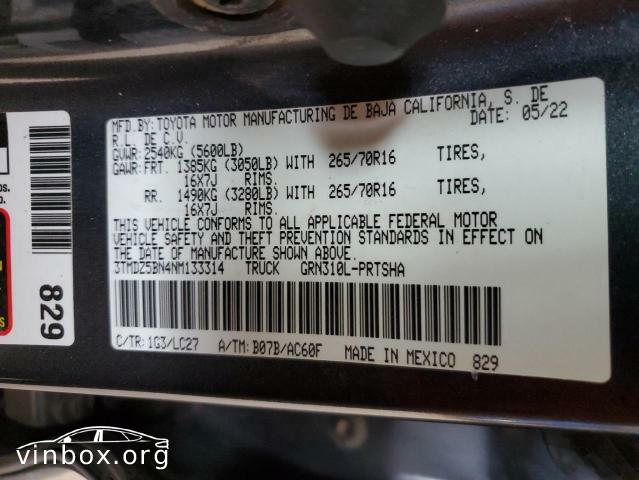 MFD.BY:TOYOTA MOTOR MANUFACTURING DE BAJA CALIFORNIA, S. DE
R.L. DE C.V. DATE: 05/22
GVWR: 2540KG (5600LB)
GAWR: FRT. 1385KG (3050LB) WITH 265/70R16 TIRES,
16X7J RIMS.
RR. 1490KG (3280LB) WITH 265/70R16 TIRES,
16X7J RIMS.
THIS VEHICLE CONFORMS TO ALL APPLICABLE FEDERAL MOTOR
VEHICLE SAFETY AND THEFT PREVENTION STANDARDS IN EFFECT ON
THE DATE OF MANUFACTURE SHOWN ABOVE.
3TMDZ5BN4NM133314 TRUCK GRN310L-PRTSHA
C/TR: 1G3/LC27 A/TM: B07B/AC60F MADE IN MEXICO 829
829
vinbox.org